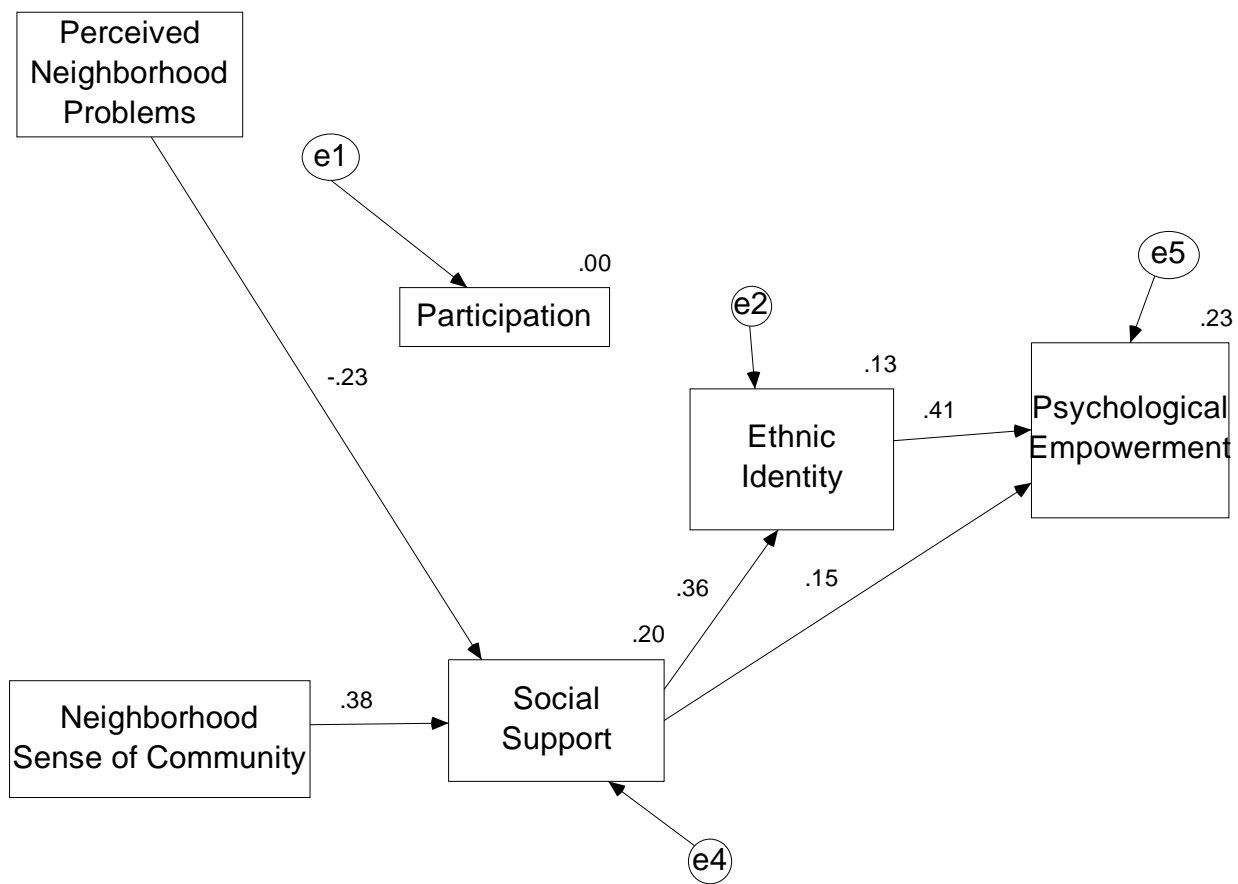 Perceived
Neighborhood
Problems
e1
.00
Participation
e5
.23
Psychological
Empowerment
e2
.13
.41
Ethnic
Identity
-.23
.15
.36
.20
Social
Support
.38
Neighborhood
Sense of Community
e4